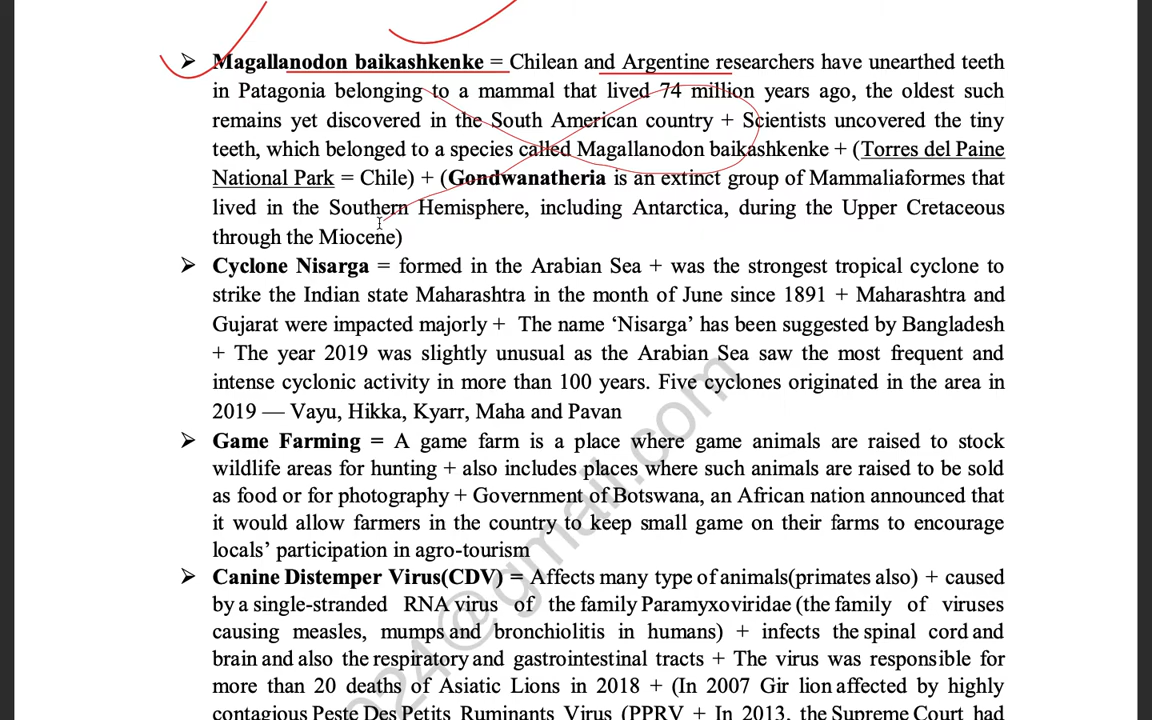 ➢ Magallanodon baikashkenke = Chilean and Argentine researchers have unearthed teeth
in Patagonia belonging to a mammal that lived 74 million years ago, the oldest such
remains yet discovered in the South American country + Scientists uncovered the tiny
teeth, which belonged to a species called Magallanodon baikashkenke + (Torres del Paine
National Park = Chile) + (Gondwanatheria is an extinct group of Mammaliaformes that
lived in the Southern Hemisphere, including Antarctica, during the Upper Cretaceous
through the Miocene)
➢ Cyclone Nisarga = formed in the Arabian Sea + was the strongest tropical cyclone to
strike the Indian state Maharashtra in the month of June since 1891 + Maharashtra and
Gujarat were impacted majorly + The name ‘Nisarga’ has been suggested by Bangladesh
+ The year 2019 was slightly unusual as the Arabian Sea saw the most frequent and
intense cyclonic activity in more than 100 years. Five cyclones originated in the area in
2019 — Vayu, Hikka, Kyarr, Maha and Pavan
➢ Game Farming = A game farm is a place where game animals are raised to stock
wildlife areas for hunting + also includes places where such animals are raised to be sold
as food or for photography + Government of Botswana, an African nation announced that
it would allow farmers in the country to keep small game on their farms to encourage
locals’ participation in agro-tourism
➢ Canine Distemper Virus(CDV) = Affects many type of animals(primates also) + caused
by a single-stranded RNA virus of the family Paramyxoviridae (the family of viruses
causing measles, mumps and bronchiolitis in humans) + infects the spinal cord and
brain and also the respiratory and gastrointestinal tracts + The virus was responsible for
more than 20 deaths of Asiatic Lions in 2018 + (In 2007 Gir lion affected by highly
contagious Peste Des Petits Ruminants Virus (PPRV + In 2013, the Supreme Court had
024@gmail.com